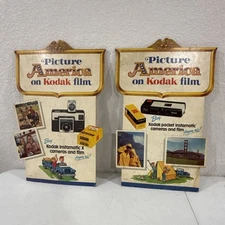 Picture
America
on Kodak film
Buy
Kodak Instamatic X
cameras and film
Picture
America
on Kodak film
Buy
Kodak pocket Instamatic
cameras and film